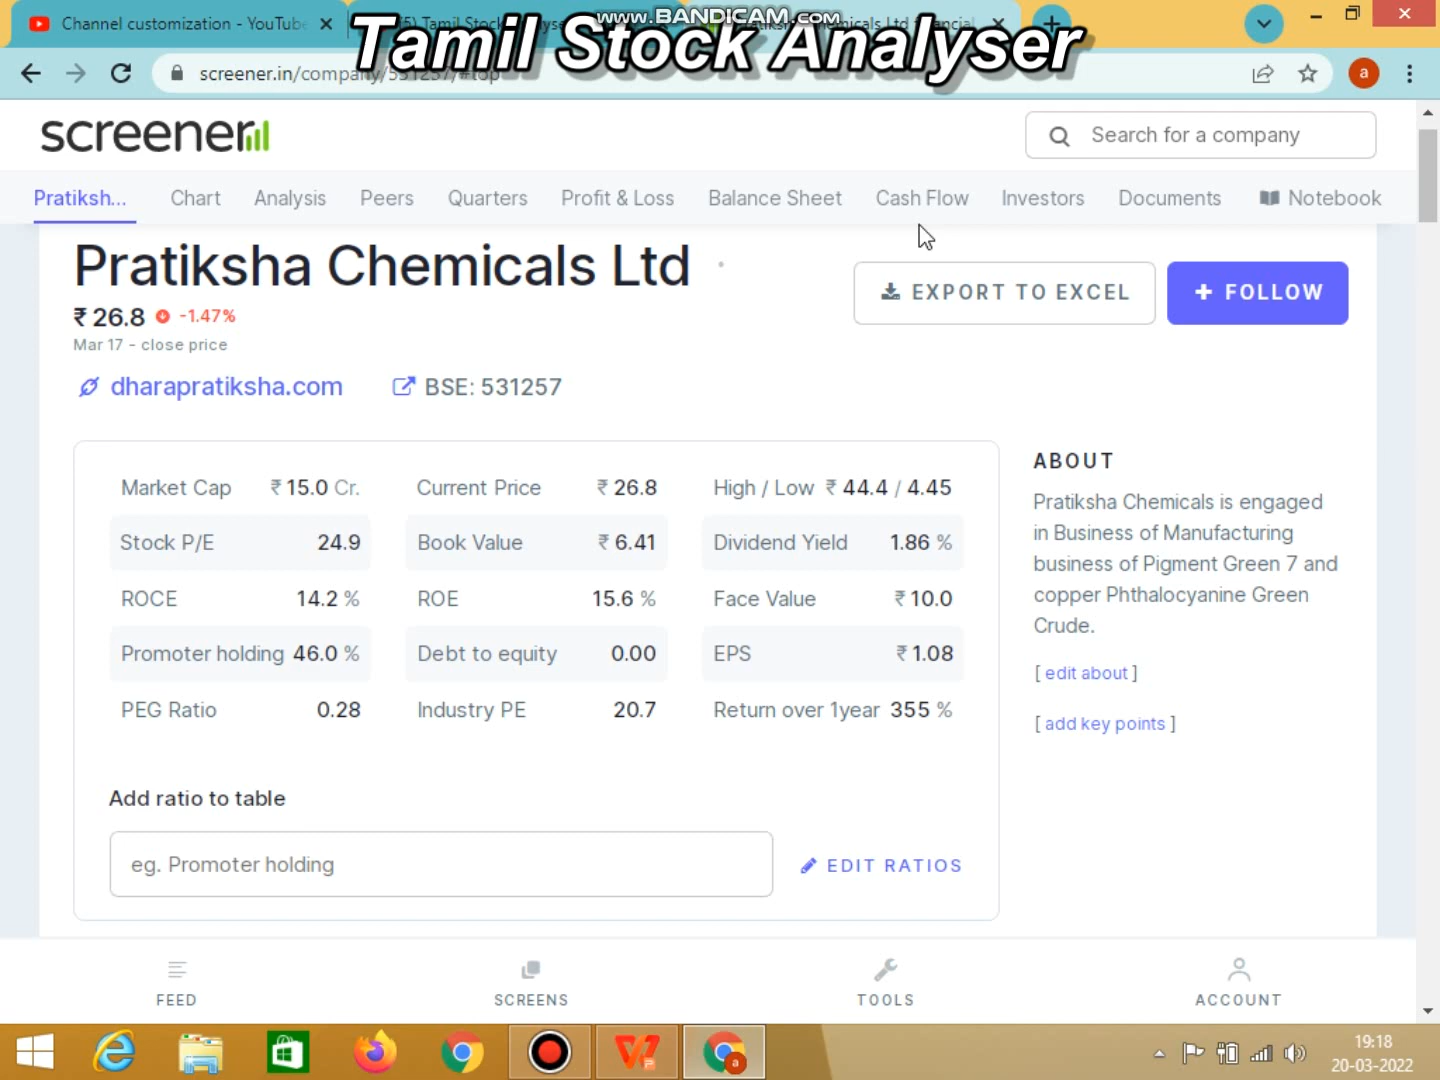 www.BANDICAM.com
Channel customization - YouTube
Tamil Stock Analyser
screener.in/company/531257/#top
a
screener
Search for a company
Pratiksh... Chart Analysis Peers Quarters Profit & Loss Balance Sheet Cash Flow Investors Documents Notebook
Pratiksha Chemicals Ltd
EXPORT TO EXCEL
FOLLOW
₹ 26.8 -1.47%
Mar 17 - close price
dharapratiksha.com BSE: 531257
Market Cap ₹ 15.0 Cr. Current Price ₹ 26.8 High / Low ₹ 44.4 / 4.45
Stock P/E 24.9 Book Value ₹ 6.41 Dividend Yield 1.86 %
ROCE 14.2 % ROE 15.6 % Face Value ₹ 10.0
Promoter holding 46.0 % Debt to equity 0.00 EPS ₹ 1.08
PEG Ratio 0.28 Industry PE 20.7 Return over 1year 355 %
Add ratio to table
eg. Promoter holding
EDIT RATIOS
ABOUT
Pratiksha Chemicals is engaged
in Business of Manufacturing
business of Pigment Green 7 and
copper Phthalocyanine Green
Crude.
[ edit about ]
[ add key points ]
FEED SCREENS TOOLS ACCOUNT
a
19:18
20-03-2022